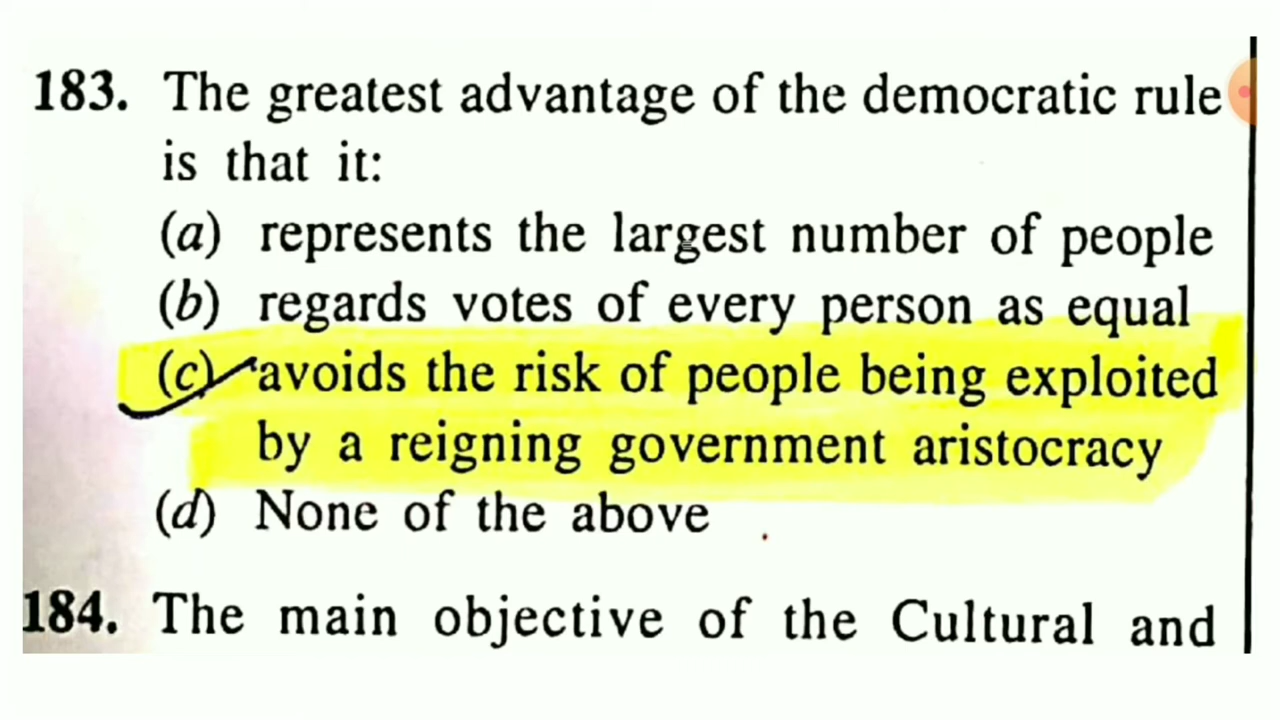 183. The greatest advantage of the democratic rule
is that it:
(a) represents the largest number of people
(b) regards votes of every person as equal
(c) avoids the risk of people being exploited
by a reigning government aristocracy
(d) None of the above
184. The main objective of the Cultural and